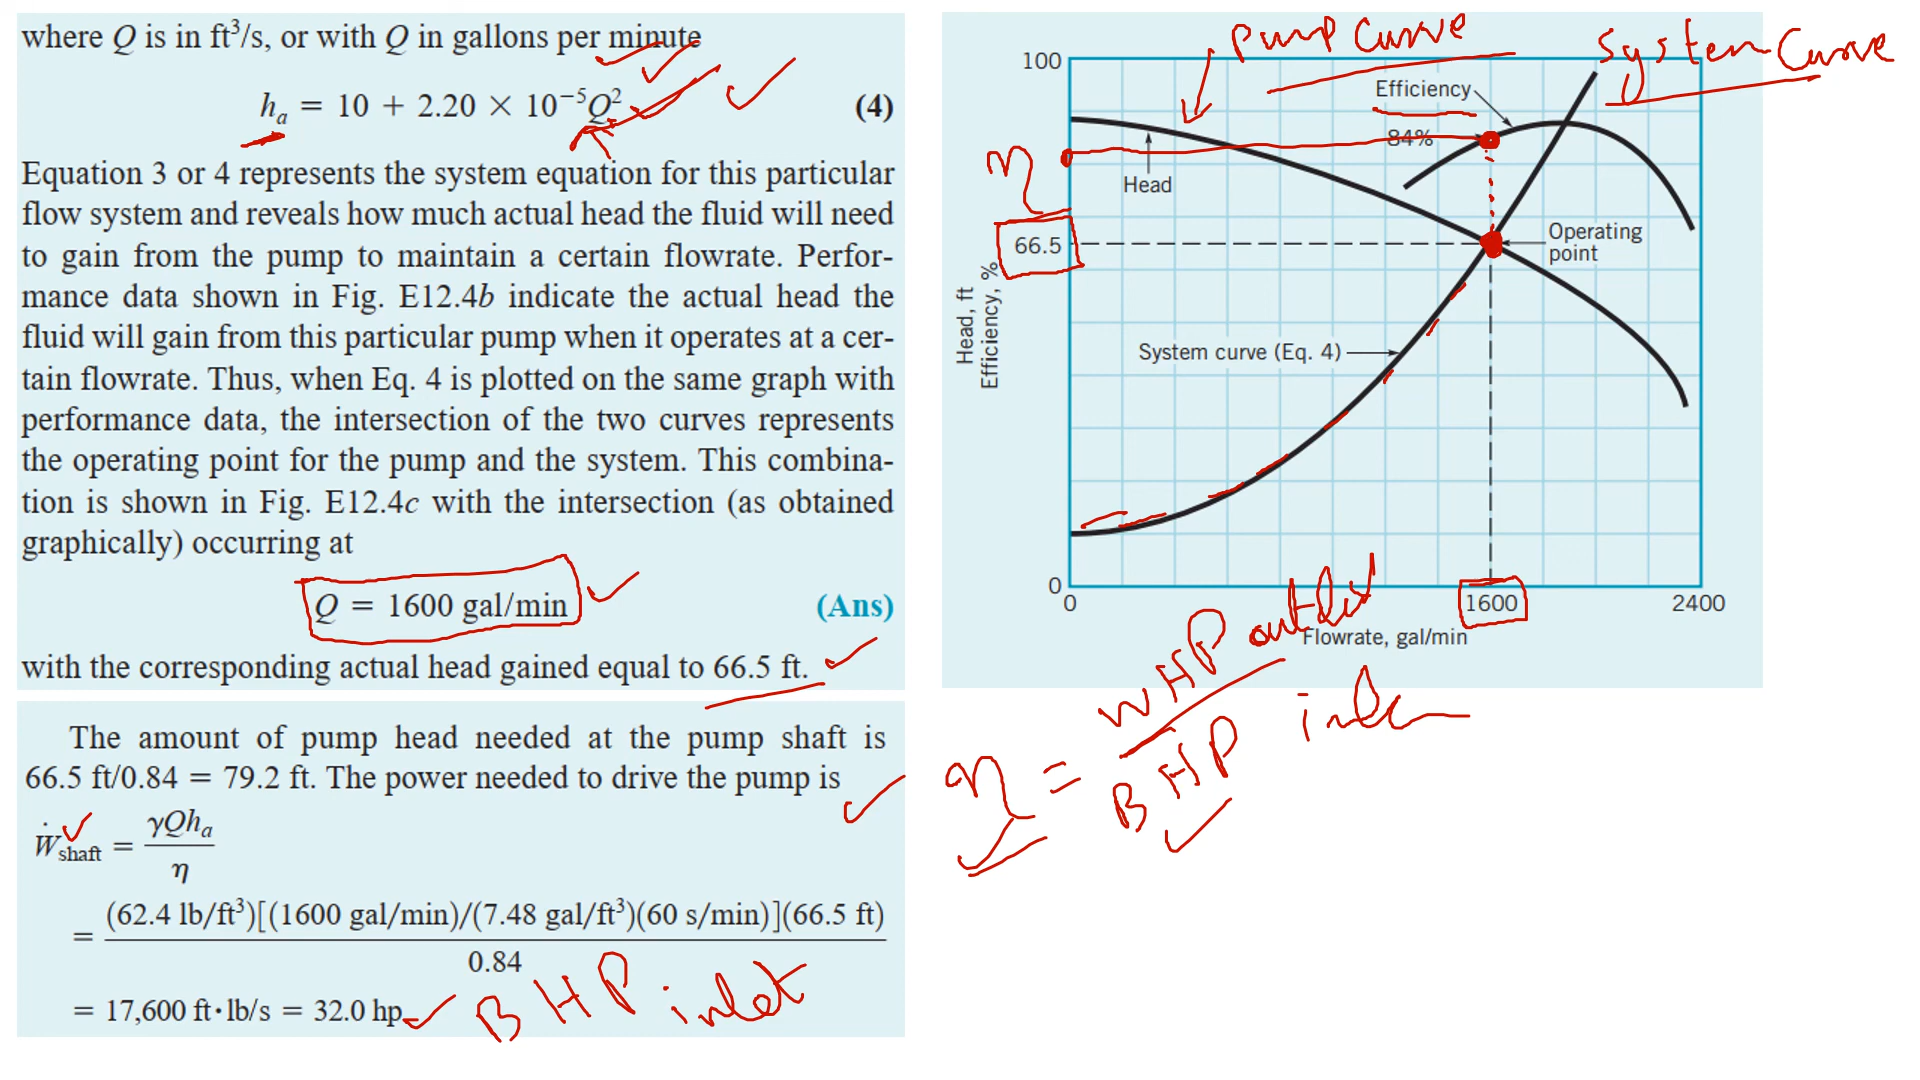 where Q is in ft³/s, or with Q in gallons per minute
hₐ = 10 + 2.20 × 10⁻⁵Q² (4)
Equation 3 or 4 represents the system equation for this particular
flow system and reveals how much actual head the fluid will need
to gain from the pump to maintain a certain flowrate. Perfor-
mance data shown in Fig. E12.4b indicate the actual head the
fluid will gain from this particular pump when it operates at a cer-
tain flowrate. Thus, when Eq. 4 is plotted on the same graph with
performance data, the intersection of the two curves represents
the operating point for the pump and the system. This combina-
tion is shown in Fig. E12.4c with the intersection (as obtained
graphically) occurring at
Q = 1600 gal/min (Ans)
with the corresponding actual head gained equal to 66.5 ft.
The amount of pump head needed at the pump shaft is
66.5 ft/0.84 = 79.2 ft. The power needed to drive the pump is
Ẇshaft = γQhₐ / η
= (62.4 lb/ft³)[(1600 gal/min)/(7.48 gal/ft³)(60 s/min)](66.5 ft) / 0.84
= 17,600 ft·lb/s = 32.0 hp
BHP inlet
Pump Curve
System Curve
100
Efficiency
84%
η
Head
66.5
Operating
point
Head, ft
Efficiency, %
System curve (Eq. 4)
0
0
1600
2400
Flowrate, gal/min
η = WHP / BHP